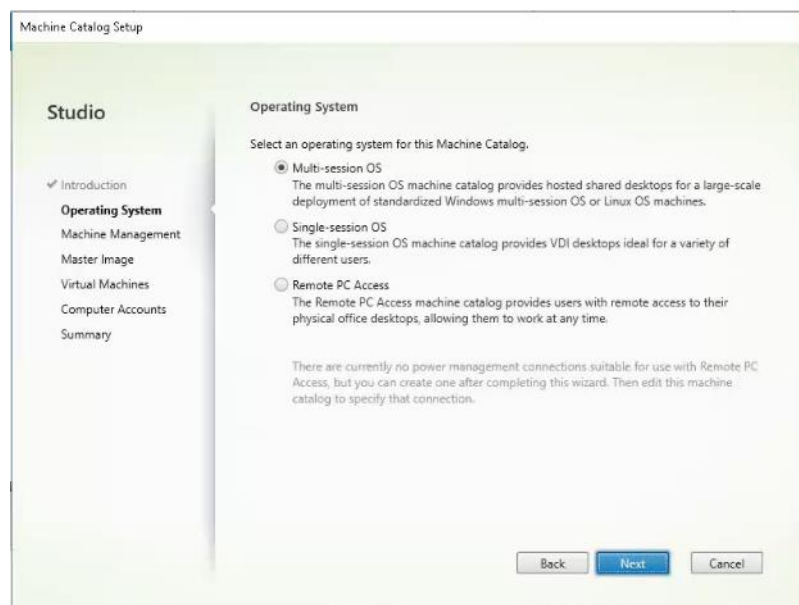 Machine Catalog Setup
Studio
Introduction
Operating System
Machine Management
Master Image
Virtual Machines
Computer Accounts
Summary
Operating System
Select an operating system for this Machine Catalog.
Multi-session OS
The multi-session OS machine catalog provides hosted shared desktops for a large-scale
deployment of standardized Windows multi-session OS or Linux OS machines.
Single-session OS
The single-session OS machine catalog provides VDI desktops ideal for a variety of
different users.
Remote PC Access
The Remote PC Access machine catalog provides users with remote access to their
physical office desktops, allowing them to work at any time.
There are currently no power management connections suitable for use with Remote PC
Access, but you can create one after completing this wizard. Then edit this machine
catalog to specify that connection.
Back
Next
Cancel